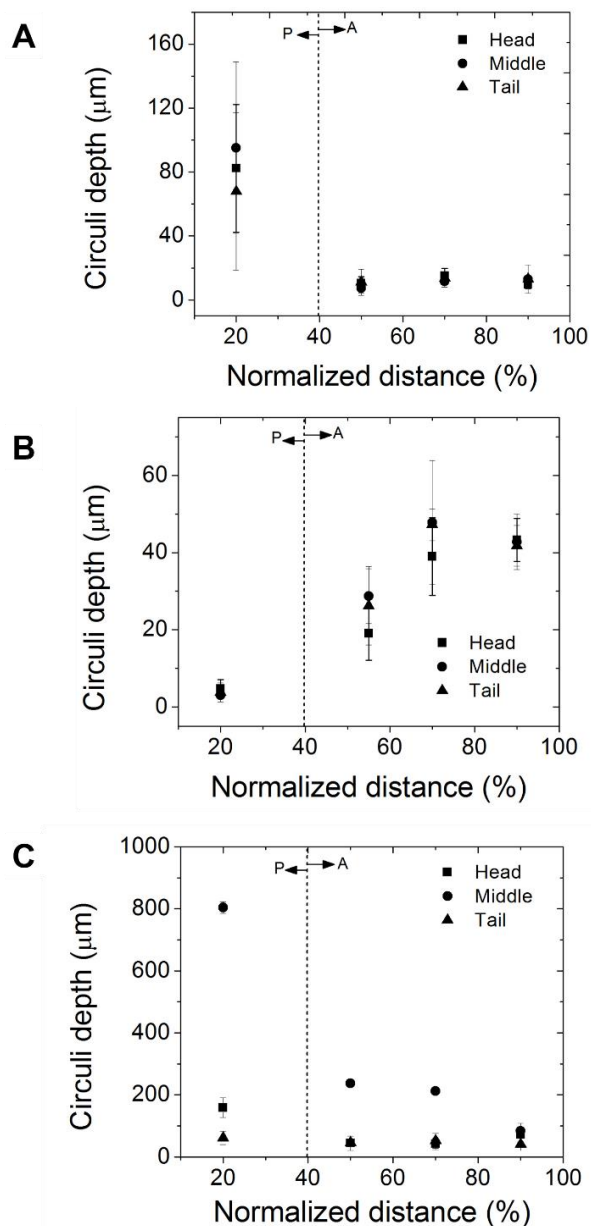 A
P A
Head
Middle
Tail
160
120
80
40
0
Circuli depth (μm)
20 40 60 80 100
Normalized distance (%)
B
P A
60
40
20
0
Circuli depth (μm)
Head
Middle
Tail
20 40 60 80 100
Normalized distance (%)
C
P A
Head
Middle
Tail
1000
800
600
400
200
0
Circuli depth (μm)
20 40 60 80 100
Normalized distance (%)